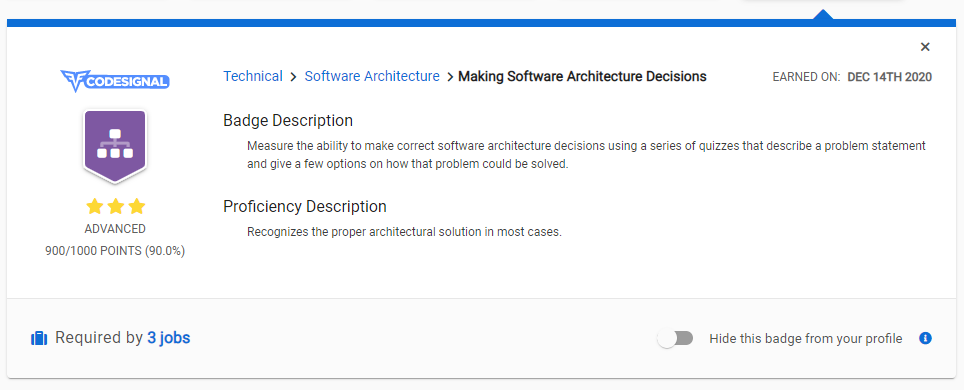 CODESIGNAL
Technical > Software Architecture > Making Software Architecture Decisions
EARNED ON: DEC 14TH 2020
Badge Description
Measure the ability to make correct software architecture decisions using a series of quizzes that describe a problem statement
and give a few options on how that problem could be solved.
ADVANCED
900/1000 POINTS (90.0%)
Proficiency Description
Recognizes the proper architectural solution in most cases.
Required by 3 jobs
Hide this badge from your profile